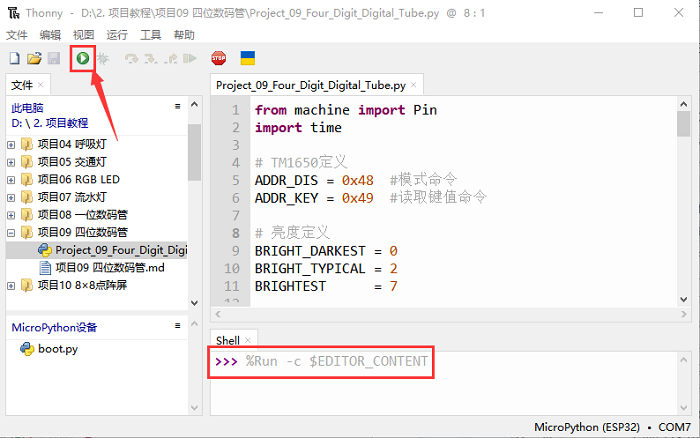 Thonny - D:\2. 项目教程\项目09 四位数码管\Project_09_Four_Digit_Digital_Tube.py @ 8 : 1
文件 编辑 视图 运行 工具 帮助
STOP
文件
此电脑
D: \ 2. 项目教程
项目04 呼吸灯
项目05 交通灯
项目06 RGB LED
项目07 流水灯
项目08 一位数码管
项目09 四位数码管
Project_09_Four_Digit_Digi
项目09 四位数码管.md
项目10 8×8点阵屏
MicroPython设备
boot.py
Project_09_Four_Digit_Digital_Tube.py
1 from machine import Pin
2 import time
3
4 # TM1650定义
5 ADDR_DIS = 0x48 #模式命令
6 ADDR_KEY = 0x49 #读取键值命令
7
8 # 亮度定义
9 BRIGHT_DARKEST = 0
10 BRIGHT_TYPICAL = 2
11 BRIGHTEST = 7
12
Shell
>>> %Run -c $EDITOR_CONTENT
MicroPython (ESP32) • COM7